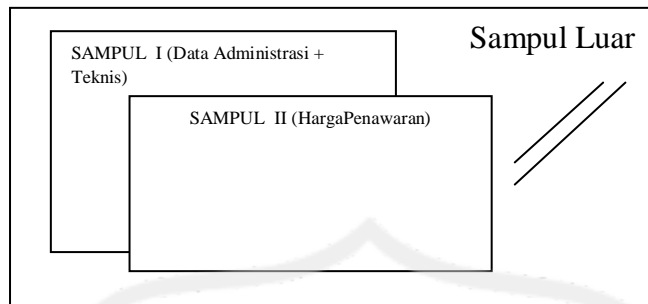 Sampul Luar
SAMPUL I (Data Administrasi +
Teknis)
SAMPUL II (HargaPenawaran)